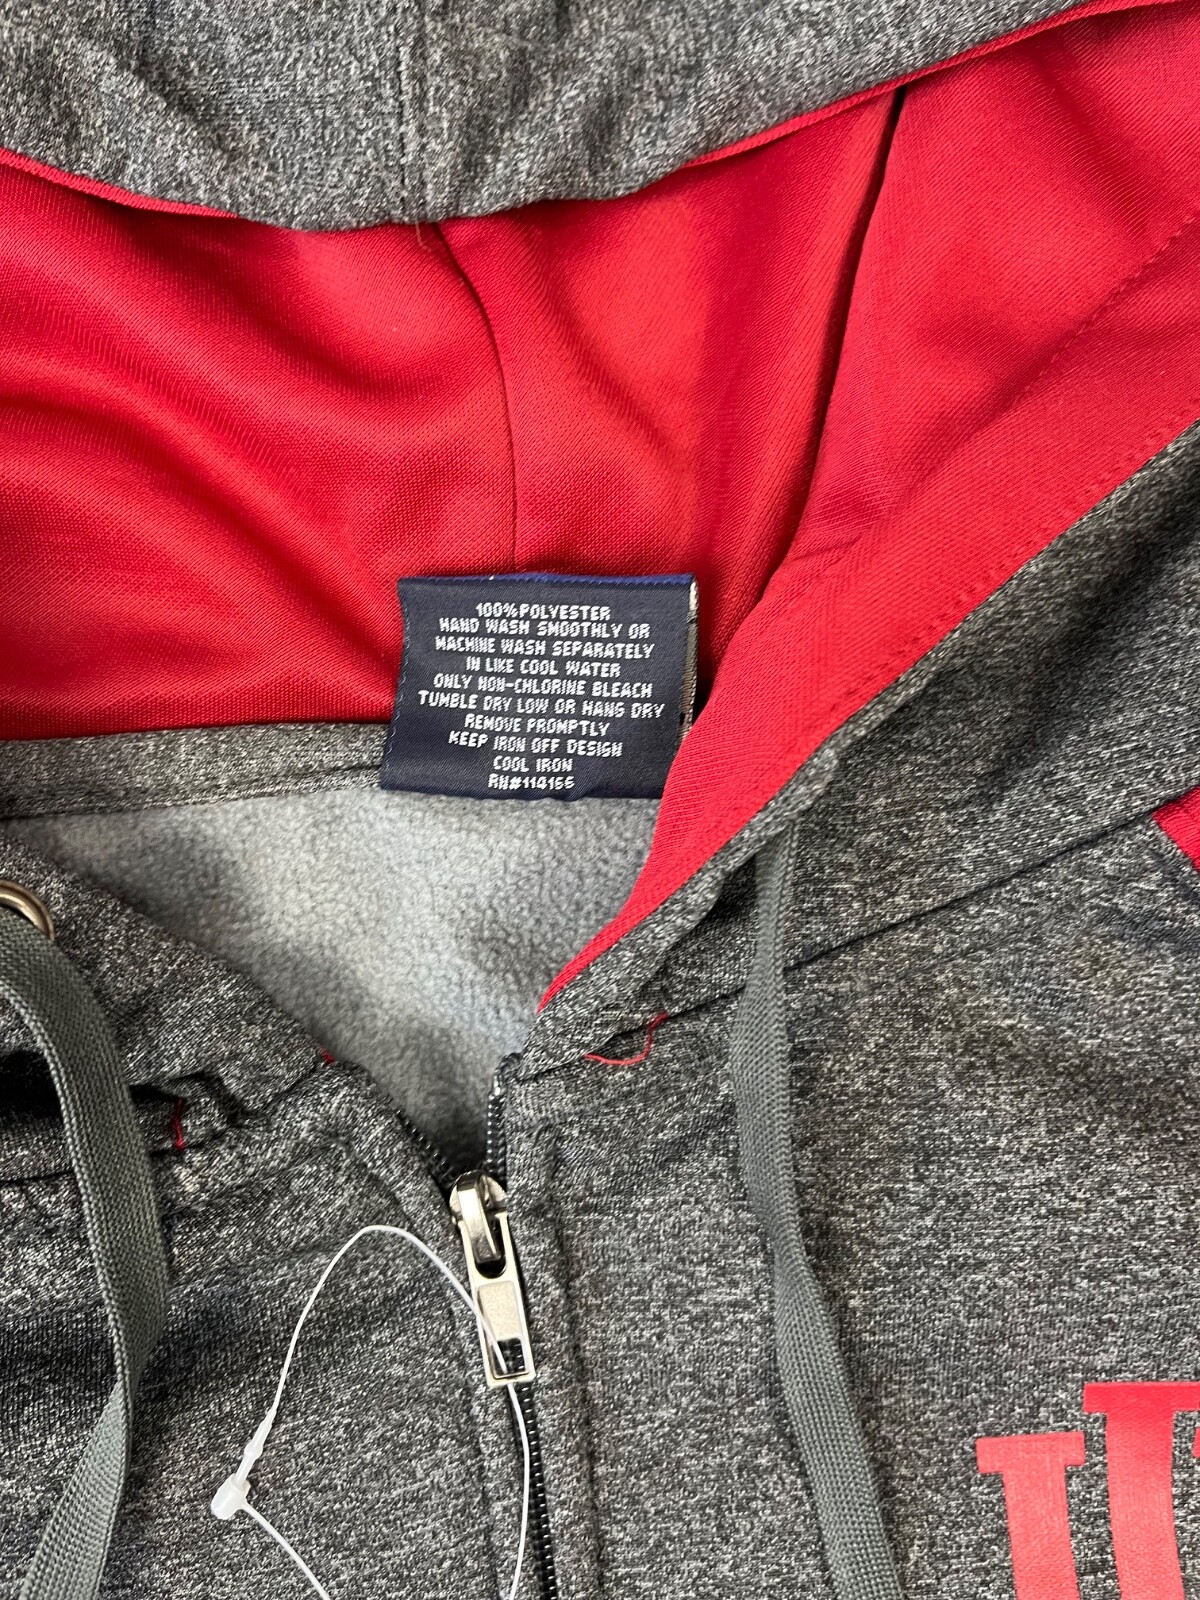 100%POLYESTER
HAND WASH SMOOTHLY OR
MACHINE WASH SEPARATELY
IN LIKE COOL WATER
ONLY NON-CHLORINE BLEACH
TUMBLE DRY LOW OR HANG DRY
REMOVE PROMPTLY
KEEP IRON OFF DESIGN
COOL IRON
RN#114166